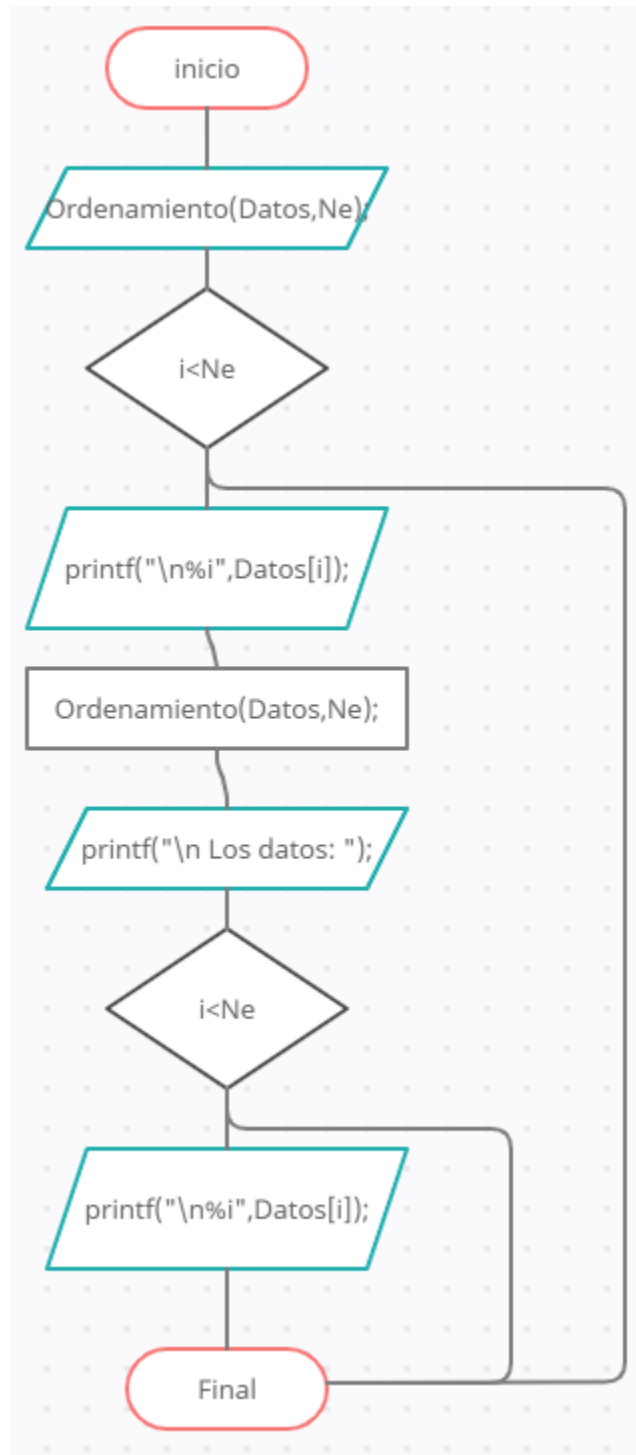 inicio
Ordenamiento(Datos,Ne);
i<Ne
printf("\n%i",Datos[i]);
Ordenamiento(Datos,Ne);
printf("\n Los datos: ");
i<Ne
printf("\n%i",Datos[i]);
Final